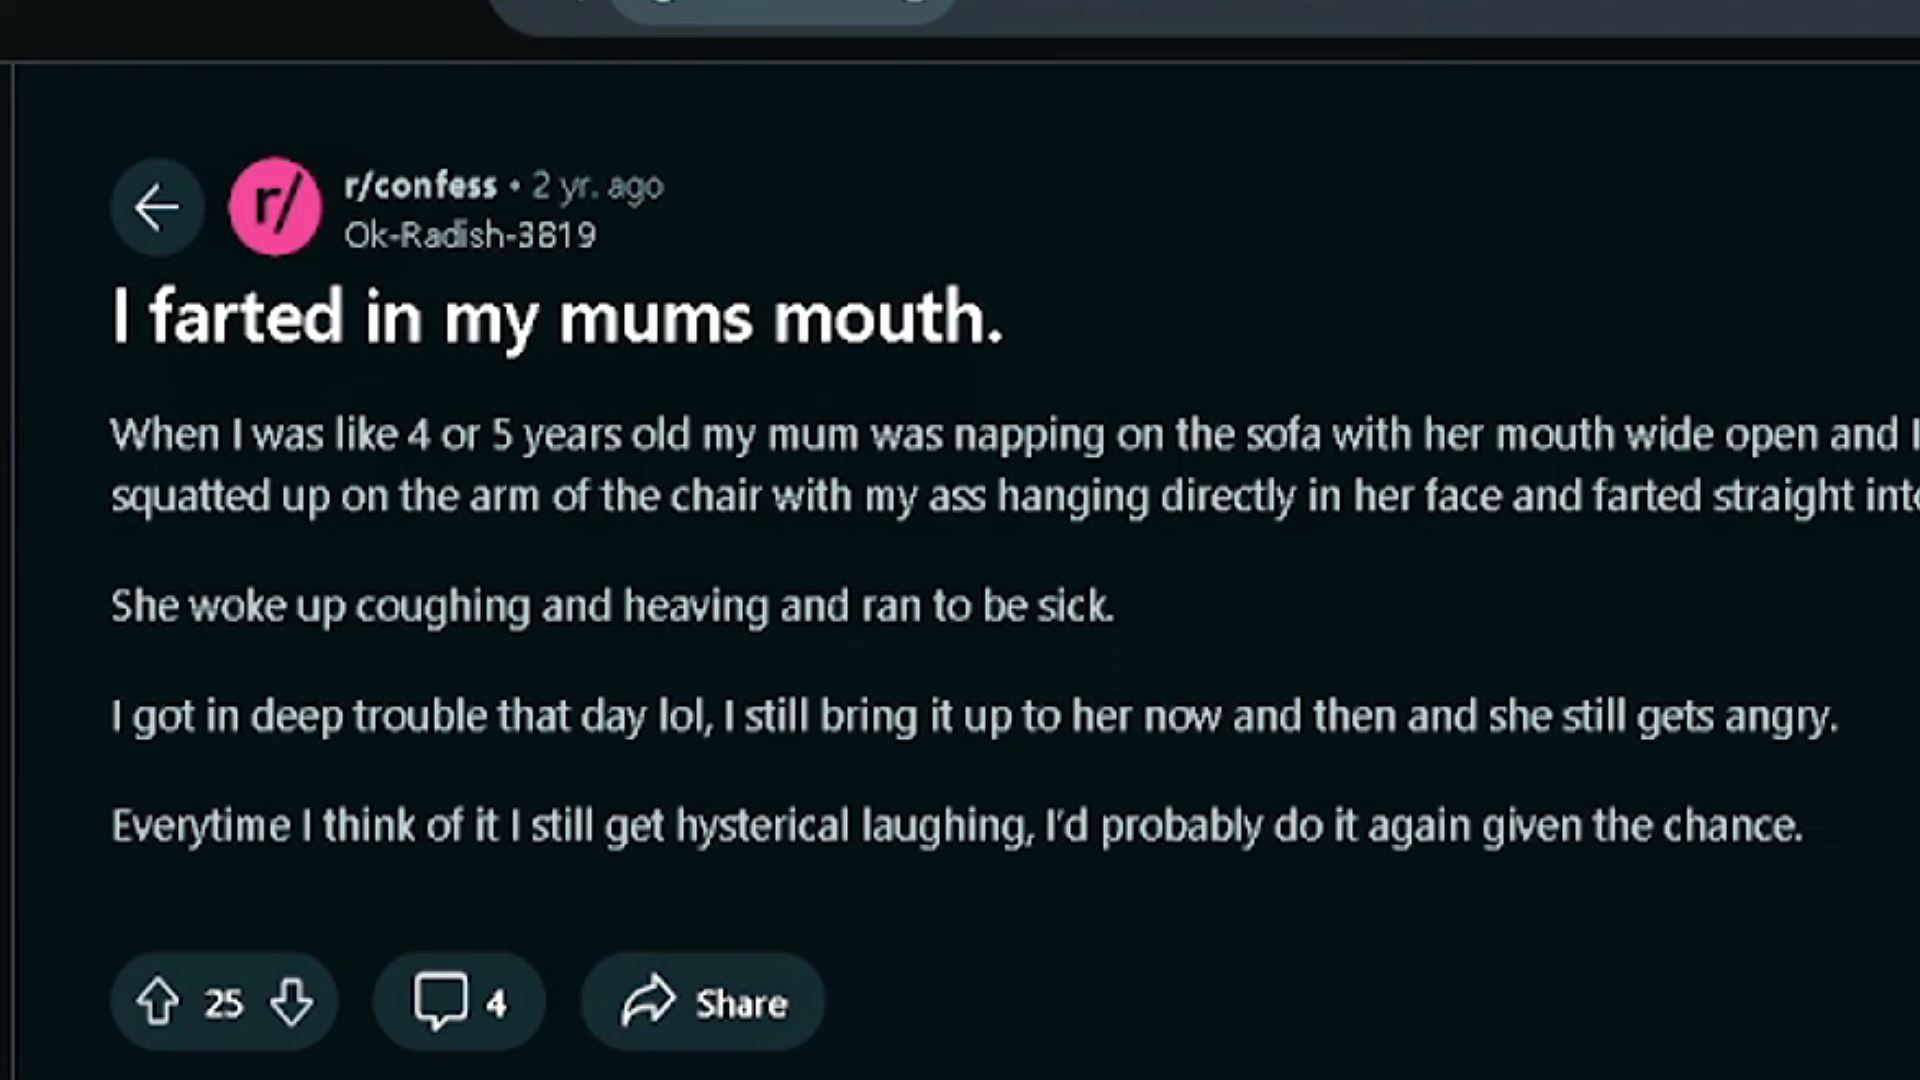 r/ r/confess • 2 yr. ago
Ok-Radish-3819
I farted in my mums mouth.
When I was like 4 or 5 years old my mum was napping on the sofa with her mouth wide open and I
squatted up on the arm of the chair with my ass hanging directly in her face and farted straight into
She woke up coughing and heaving and ran to be sick.
I got in deep trouble that day lol, I still bring it up to her now and then and she still gets angry.
Everytime I think of it I still get hysterical laughing, I'd probably do it again given the chance.
25 4 Share